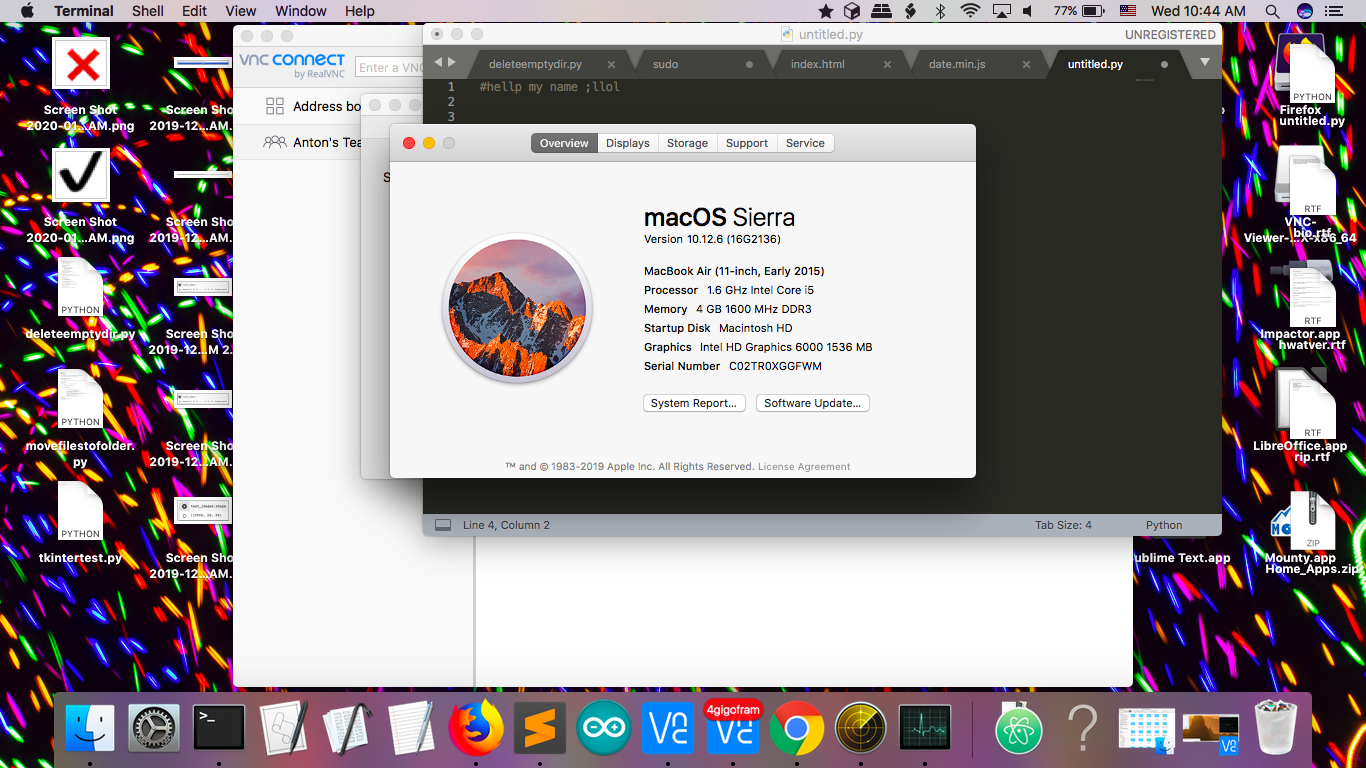 Terminal Shell Edit View Window Help 77% Wed 10:44 AM
untitled.py UNREGISTERED
vnc connect
by RealVNC
Enter a VNC
deleteemptydir.py sudo index.html date.min.js untitled.py
1 #hellp my name ;llol
2
3
Address bo
Anton's Tea
S
Overview Displays Storage Support Service
macOS Sierra
Version 10.12.6 (16G2136)
MacBook Air (11-inch, Early 2015)
Processor 1.6 GHz Intel Core i5
Memory 4 GB 1600 MHz DDR3
Startup Disk Macintosh HD
Graphics Intel HD Graphics 6000 1536 MB
Serial Number C02TR0XGGFWM
System Report... Software Update...
™ and © 1983-2019 Apple Inc. All Rights Reserved. License Agreement
Line 4, Column 2 Tab Size: 4 Python
Screen Shot
2020-01...AM.png
Screen Shot
2020-01...AM.png
PYTHON
deleteemptydir.py
PYTHON
movefilestofolder.
py
PYTHON
tkintertest.py
Screen Sho
2019-12...AM.
Screen Sho
2019-12...AM.
Screen Sho
2019-12...M 2.
Screen Sho
2019-12...AM.
Screen Sho
2019-12...AM.
PYTHON
Firefox
untitled.py
RTF
VNC-
Viewer-...X-x86_64
bio.rtf
RTF
Impactor.app
hwatver.rtf
RTF
LibreOffice.app
rip.rtf
ZIP
Mounty.app
Home_Apps.zip
ublime Text.app
4gigofram